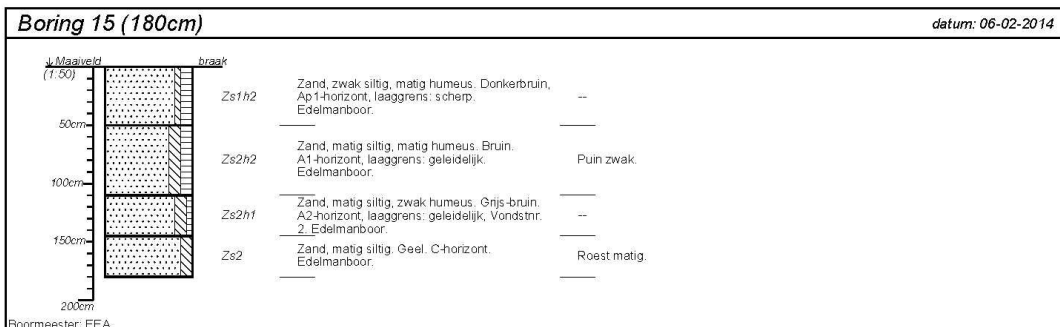 Boring 15 (180cm) datum: 06-02-2014
↓ Maaiveld braak
(1:50)
Zand, zwak siltig, matig humeus. Donkerbruin,
Zs1h2 Ap1-horizont, laaggrens: scherp. --
Edelmanboor.
50cm
Zand, matig siltig, matig humeus. Bruin.
Zs2h2 A1-horizont, laaggrens: geleidelijk. Puin zwak.
Edelmanboor.
100cm
Zand, matig siltig, zwak humeus. Grijs-bruin.
Zs2h1 A2-horizont, laaggrens: geleidelijk, Vondstnr. --
2. Edelmanboor.
150cm
Zand, matig siltig. Geel. C-horizont.
Zs2 Edelmanboor. Roest matig.
200cm
Boormeester: EEA